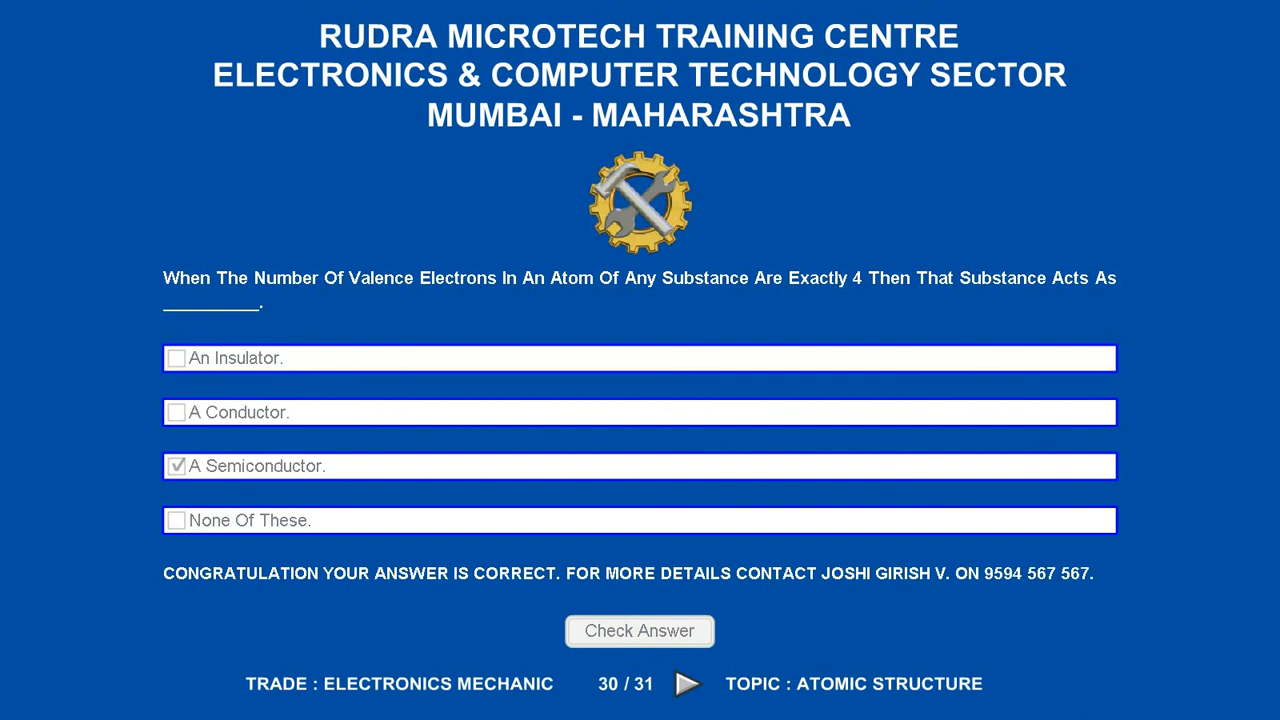 RUDRA MICROTECH TRAINING CENTRE
ELECTRONICS & COMPUTER TECHNOLOGY SECTOR
MUMBAI - MAHARASHTRA
When The Number Of Valence Electrons In An Atom Of Any Substance Are Exactly 4 Then That Substance Acts As
__________.
An Insulator.
A Conductor.
A Semiconductor.
None Of These.
CONGRATULATION YOUR ANSWER IS CORRECT. FOR MORE DETAILS CONTACT JOSHI GIRISH V. ON 9594 567 567.
Check Answer
TRADE : ELECTRONICS MECHANIC 30 / 31 TOPIC : ATOMIC STRUCTURE